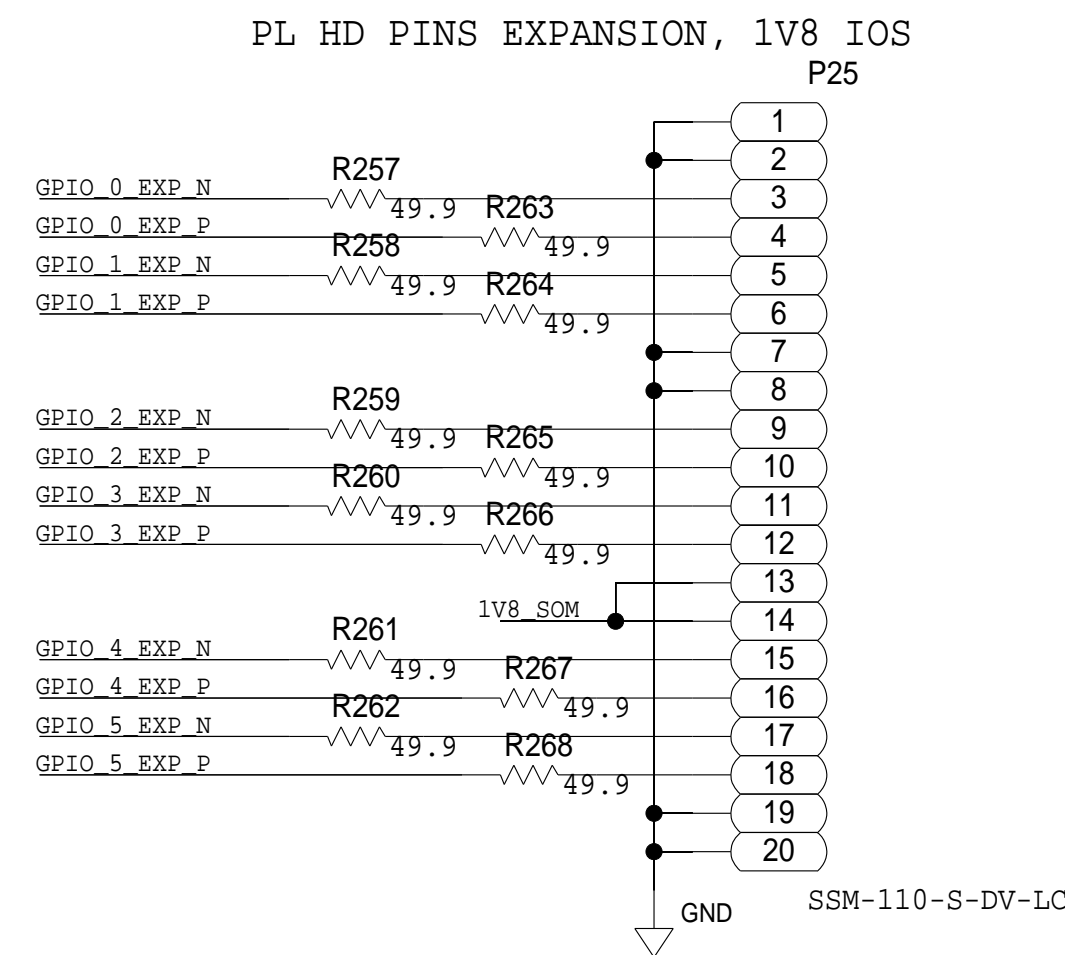 PL HD PINS EXPANSION, 1V8 IOS
P25
1
2
GPIO_0_EXP_N R257 49.9 3
GPIO_0_EXP_P R263 49.9 4
GPIO_1_EXP_N R258 49.9 5
GPIO_1_EXP_P R264 49.9 6
7
8
GPIO_2_EXP_N R259 49.9 9
GPIO_2_EXP_P R265 49.9 10
GPIO_3_EXP_N R260 49.9 11
GPIO_3_EXP_P R266 49.9 12
13
1V8_SOM 14
GPIO_4_EXP_N R261 49.9 15
GPIO_4_EXP_P R267 49.9 16
GPIO_5_EXP_N R262 49.9 17
GPIO_5_EXP_P R268 49.9 18
19
20
GND
SSM-110-S-DV-LC